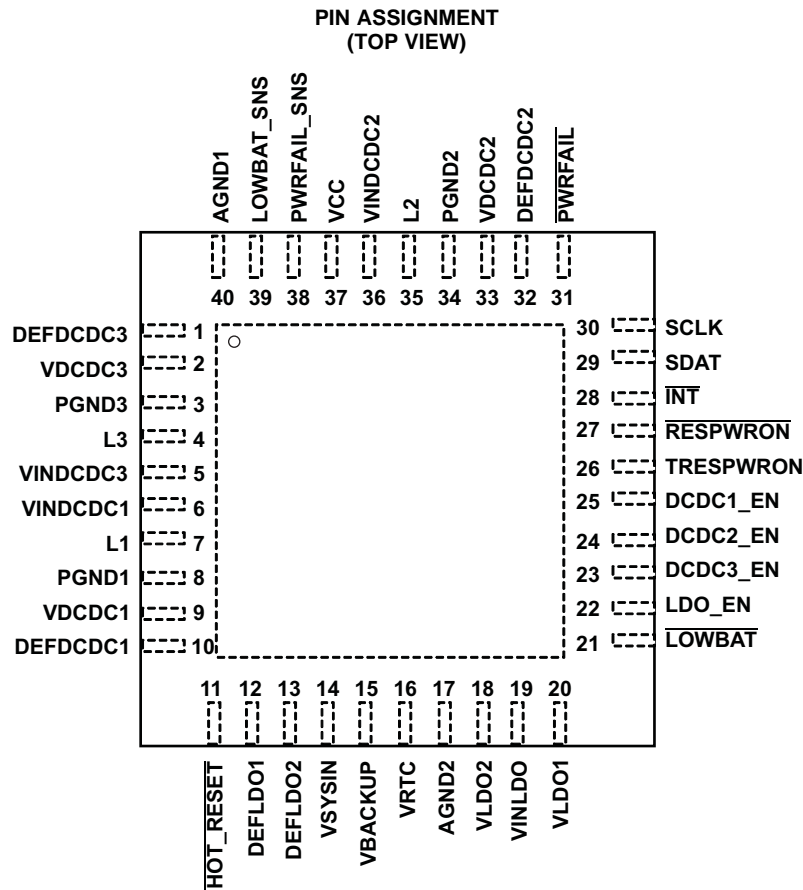 PIN ASSIGNMENT
(TOP VIEW)
AGND1
LOWBAT_SNS
PWRFAIL_SNS
VCC
VINDCDC2
L2
PGND2
VDCDC2
DEFDCDC2
PWRFAIL
40 39 38 37 36 35 34 33 32 31
DEFDCDC3 1
VDCDC3 2
PGND3 3
L3 4
VINDCDC3 5
VINDCDC1 6
L1 7
PGND1 8
VDCDC1 9
DEFDCDC1 10
30 SCLK
29 SDAT
28 INT
27 RESPWRON
26 TRESPWRON
25 DCDC1_EN
24 DCDC2_EN
23 DCDC3_EN
22 LDO_EN
21 LOWBAT
11 12 13 14 15 16 17 18 19 20
HOT_RESET
DEFLDO1
DEFLDO2
VSYSIN
VBACKUP
VRTC
AGND2
VLDO2
VINLDO
VLDO1